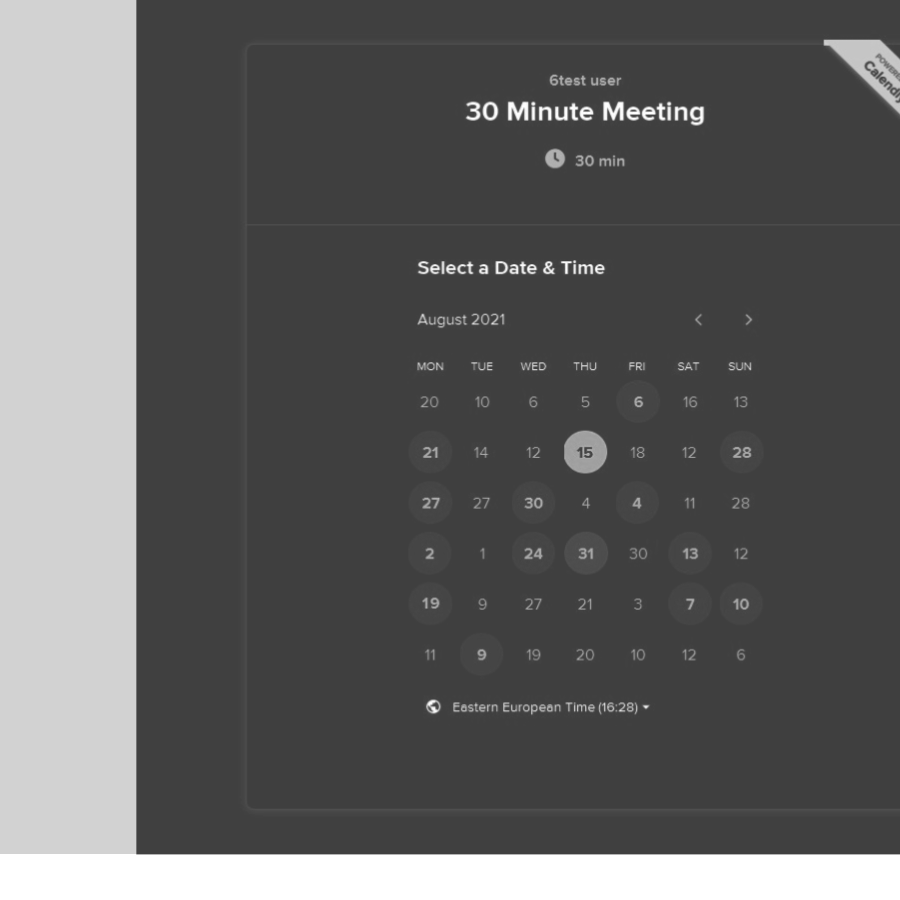 POWERED
Calendly
6test user
30 Minute Meeting
30 min
Select a Date & Time
August 2021
MON TUE WED THU FRI SAT SUN
20 10 6 5 6 16 13
21 14 12 15 18 12 28
27 27 30 4 4 11 28
2 1 24 31 30 13 12
19 9 27 21 3 7 10
11 9 19 20 10 12 6
Eastern European Time (16:28)